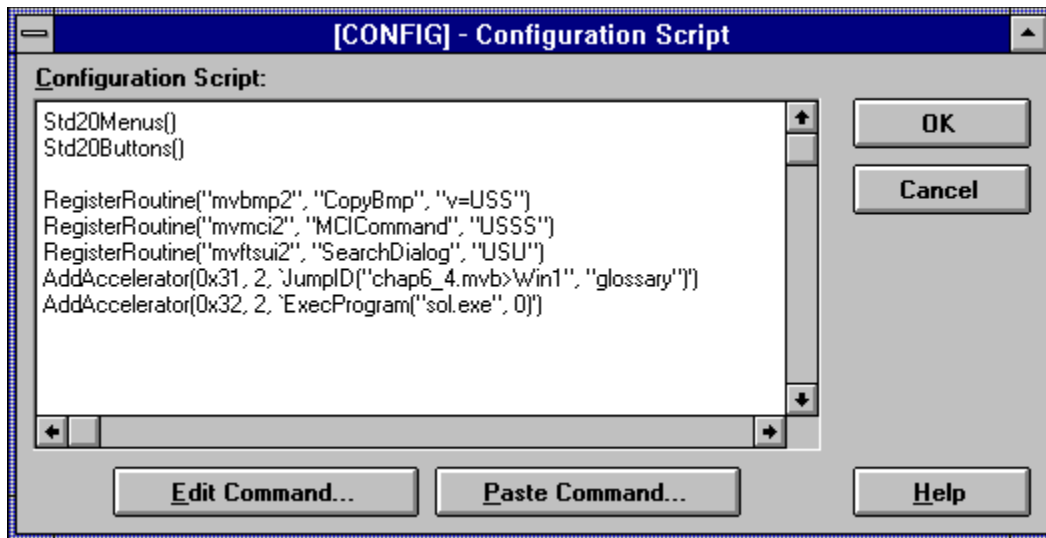 [CONFIG] - Configuration Script
Configuration Script:
Std20Menus()
Std20Buttons()
RegisterRoutine("mvbmp2", "CopyBmp", "v=USS")
RegisterRoutine("mvmci2", "MCICommand", "USSS")
RegisterRoutine("mvftsui2", "SearchDialog", "USU")
AddAccelerator(0x31, 2, `JumpID("chap6_4.mvb>Win1", "glossary")')
AddAccelerator(0x32, 2, `ExecProgram("sol.exe", 0)')
OK
Cancel
Edit Command...
Paste Command...
Help